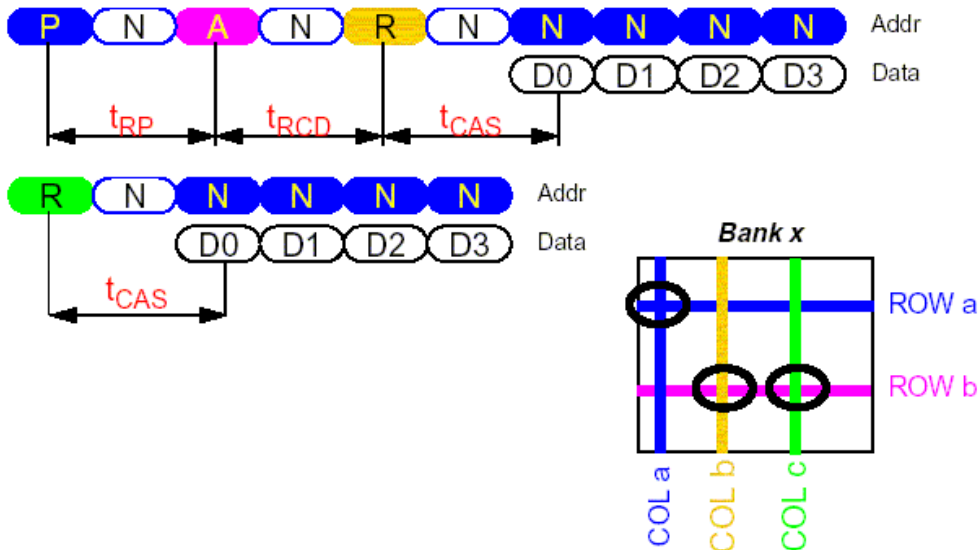 P N A N R N N N N N Addr
D0 D1 D2 D3 Data
tRP tRCD tCAS
R N N N N N Addr
D0 D1 D2 D3 Data
tCAS
Bank x
ROW a
ROW b
COL a
COL b
COL c